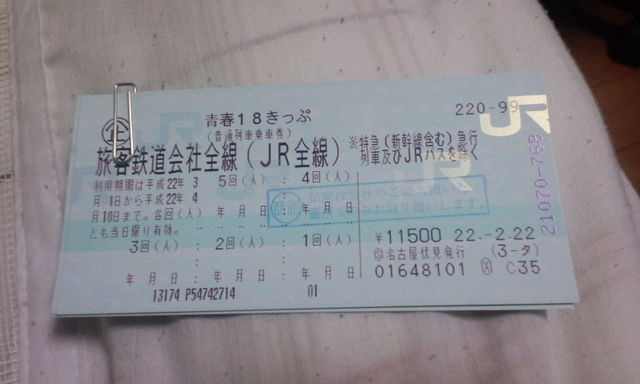 青春18きっぷ
220-99
(普通列車乗車券)
旅客鉄道会社全線(JR全線)
※特急(新幹線含む)急行
列車及びJRバスを除く
利用期間は平成22年3
月1日から平成22年4
月10日まで。各回
とも当日限り有効。
5回(人) : 4回(人)
年 月 日: 年 月 日
3回(人) : 2回(人) : 1回(人)
年 月 日: 年 月 日: 年 月 日
¥11500 22.-2.22
名古屋伏見発行 (3-タ)
01648101 C35
13174 P54742714 01
JR
21070-789